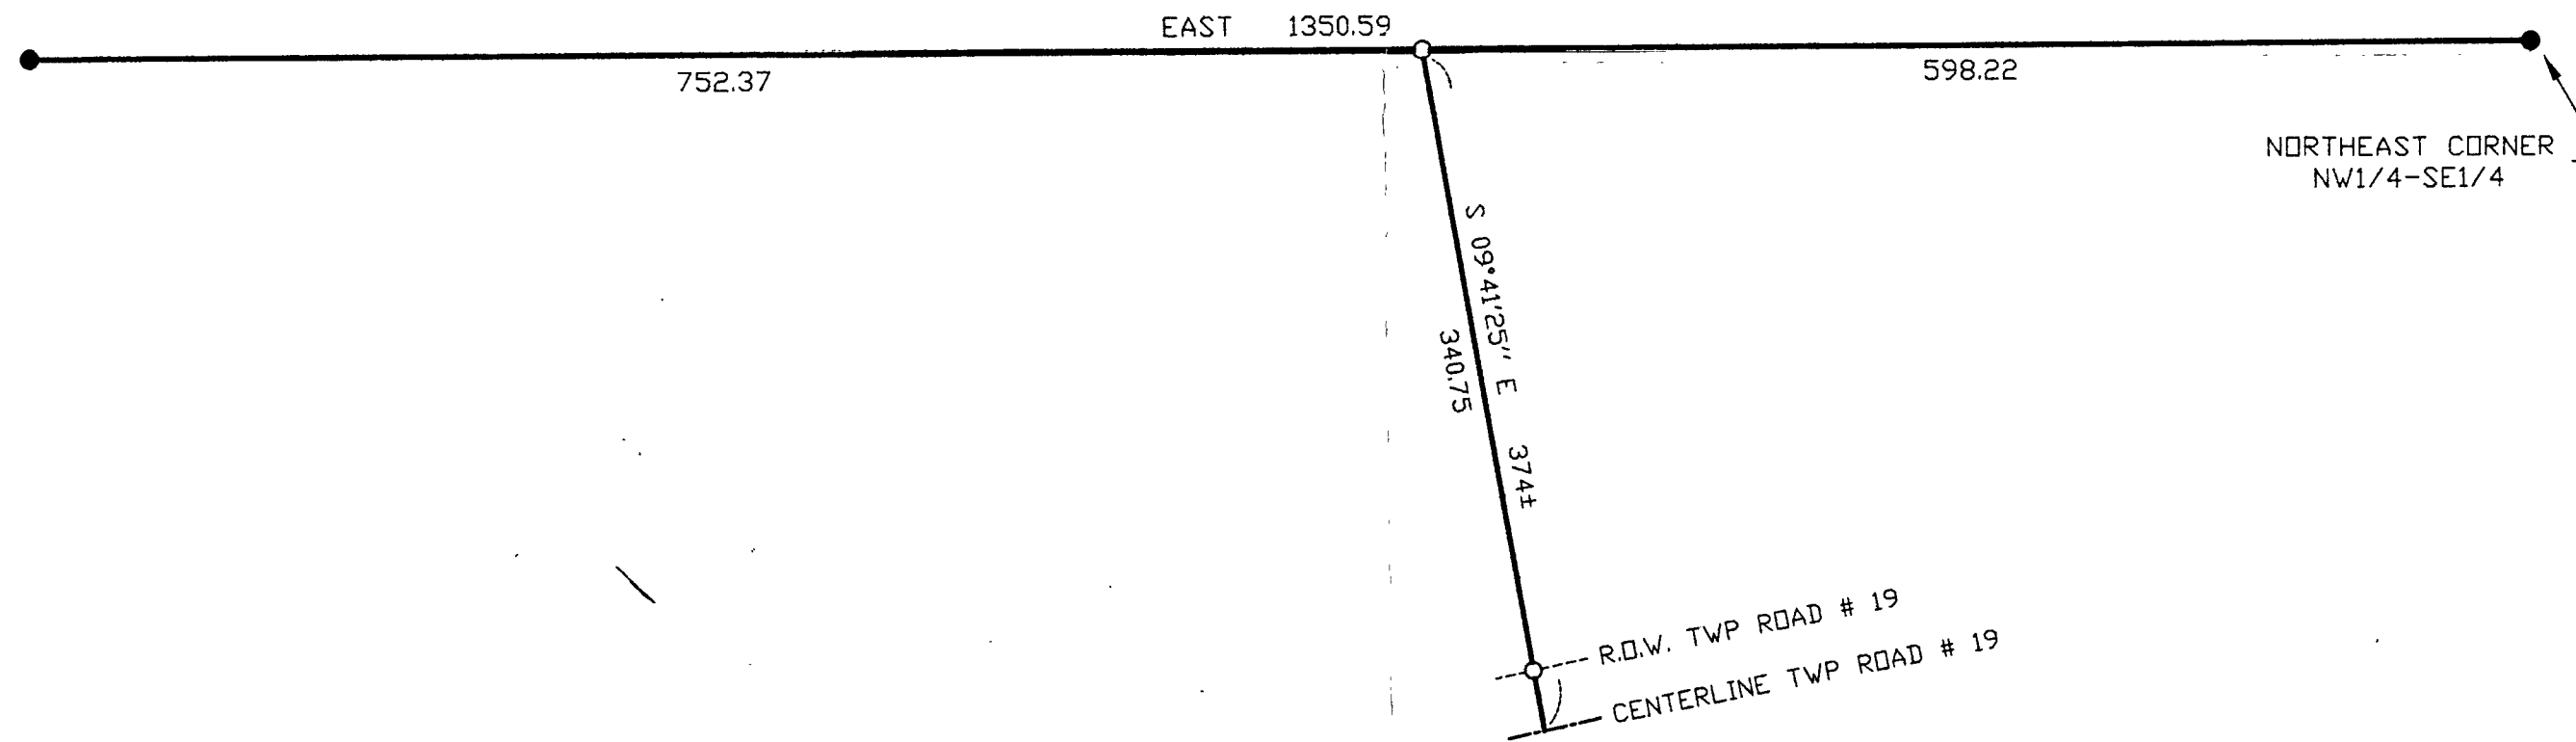 EAST 1350.59
752.37
598.22
NORTHEAST CORNER
NW1/4-SE1/4
S 09°41'25" E 374±
340.75
R.O.W. TWP ROAD # 19
CENTERLINE TWP ROAD # 19